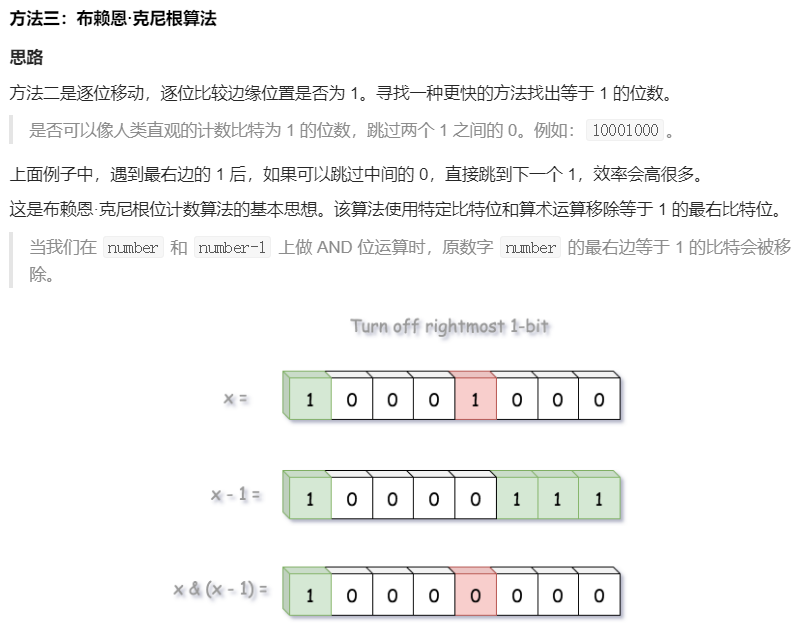 方法三：布赖恩·克尼根算法
思路
方法二是逐位移动，逐位比较边缘位置是否为 1。寻找一种更快的方法找出等于 1 的位数。
是否可以像人类直观的计数比特为 1 的位数，跳过两个 1 之间的 0。例如：10001000。
上面例子中，遇到最右边的 1 后，如果可以跳过中间的 0，直接跳到下一个 1，效率会高很多。
这是布赖恩·克尼根位计数算法的基本思想。该算法使用特定比特位和算术运算移除等于 1 的最右比特位。
当我们在 number 和 number-1 上做 AND 位运算时，原数字 number 的最右边等于 1 的比特会被移
除。
Turn off rightmost 1-bit
x = 1 0 0 0 1 0 0 0
x - 1 = 1 0 0 0 0 1 1 1
x & (x - 1) = 1 0 0 0 0 0 0 0